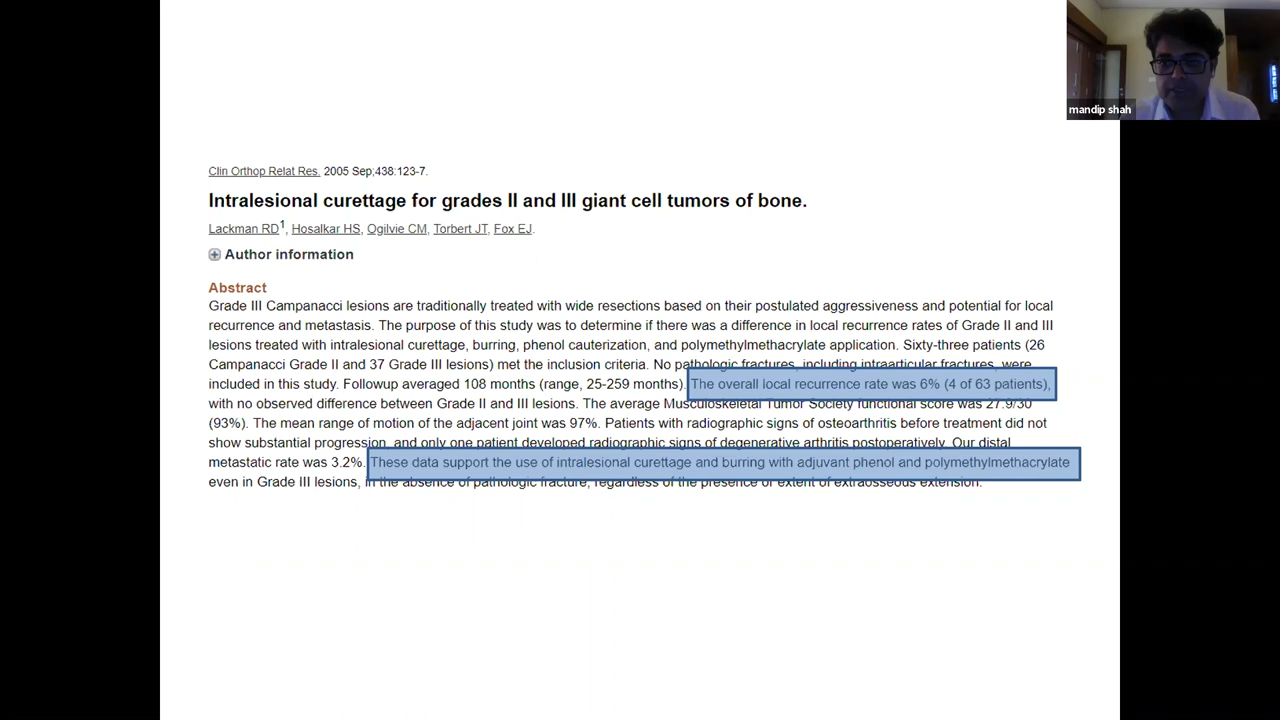 mandip shah
Clin Orthop Relat Res. 2005 Sep;438:123-7.
Intralesional curettage for grades II and III giant cell tumors of bone.
Lackman RD1, Hosalkar HS, Ogilvie CM, Torbert JT, Fox EJ.
Author information
Abstract
Grade III Campanacci lesions are traditionally treated with wide resections based on their postulated aggressiveness and potential for local
recurrence and metastasis. The purpose of this study was to determine if there was a difference in local recurrence rates of Grade II and III
lesions treated with intralesional curettage, burring, phenol cauterization, and polymethylmethacrylate application. Sixty-three patients (26
Campanacci Grade II and 37 Grade III lesions) met the inclusion criteria. No pathologic fractures, including intraarticular fractures, were
included in this study. Followup averaged 108 months (range, 25-259 months). The overall local recurrence rate was 6% (4 of 63 patients),
with no observed difference between Grade II and III lesions. The average Musculoskeletal Tumor Society functional score was 27.9/30
(93%). The mean range of motion of the adjacent joint was 97%. Patients with radiographic signs of osteoarthritis before treatment did not
show substantial progression, and only one patient developed radiographic signs of degenerative arthritis postoperatively. Our distal
metastatic rate was 3.2%. These data support the use of intralesional curettage and burring with adjuvant phenol and polymethylmethacrylate
even in Grade III lesions, in the absence of pathologic fracture, regardless of the presence or extent of extraosseous extension.